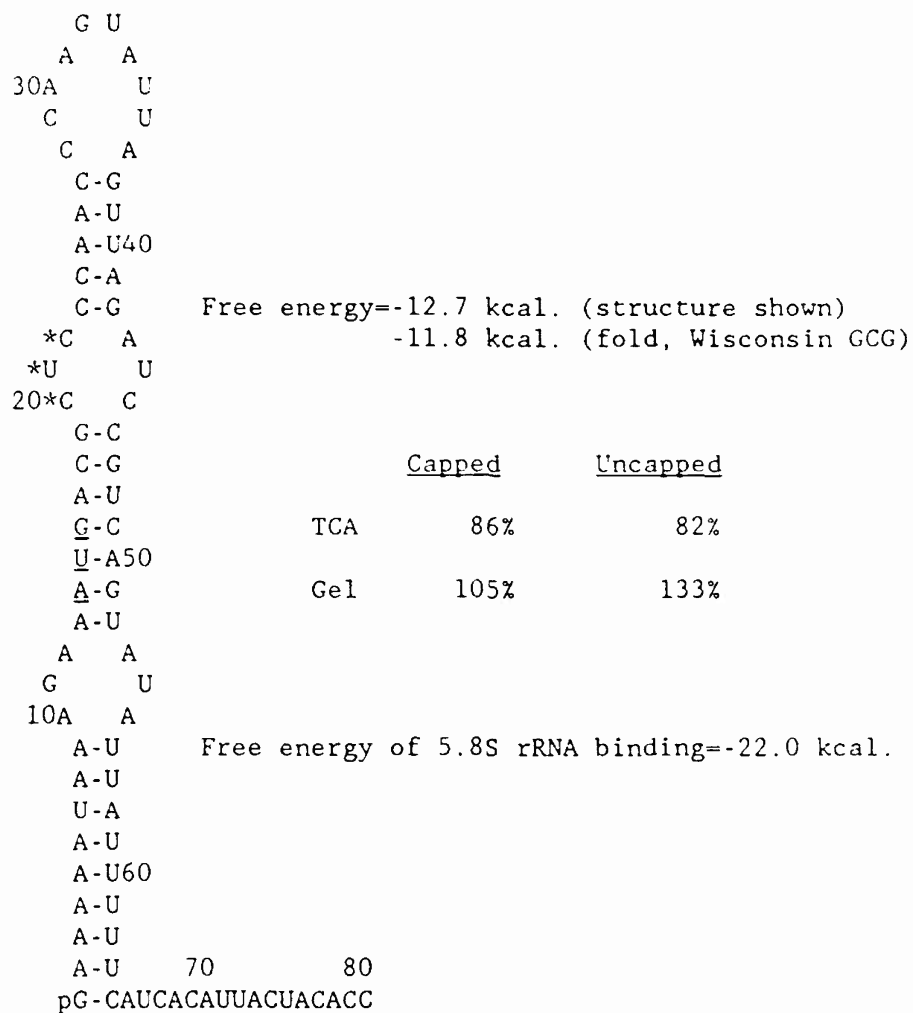 G U
A A
30A U
C U
C A
C-G
A-U
A-U40
C-A
C-G Free energy=-12.7 kcal. (structure shown)
*C A -11.8 kcal. (fold, Wisconsin GCG)
*U U
20*C C
G-C
C-G Capped Uncapped
A-U
G-C TCA 86% 82%
U-A50
A-G Gel 105% 133%
A-U
A A
G U
10A A
A-U Free energy of 5.8S rRNA binding=-22.0 kcal.
A-U
U-A
A-U
A-U60
A-U
A-U
A-U 70 80
pG-CAUCACAUUACUACACC